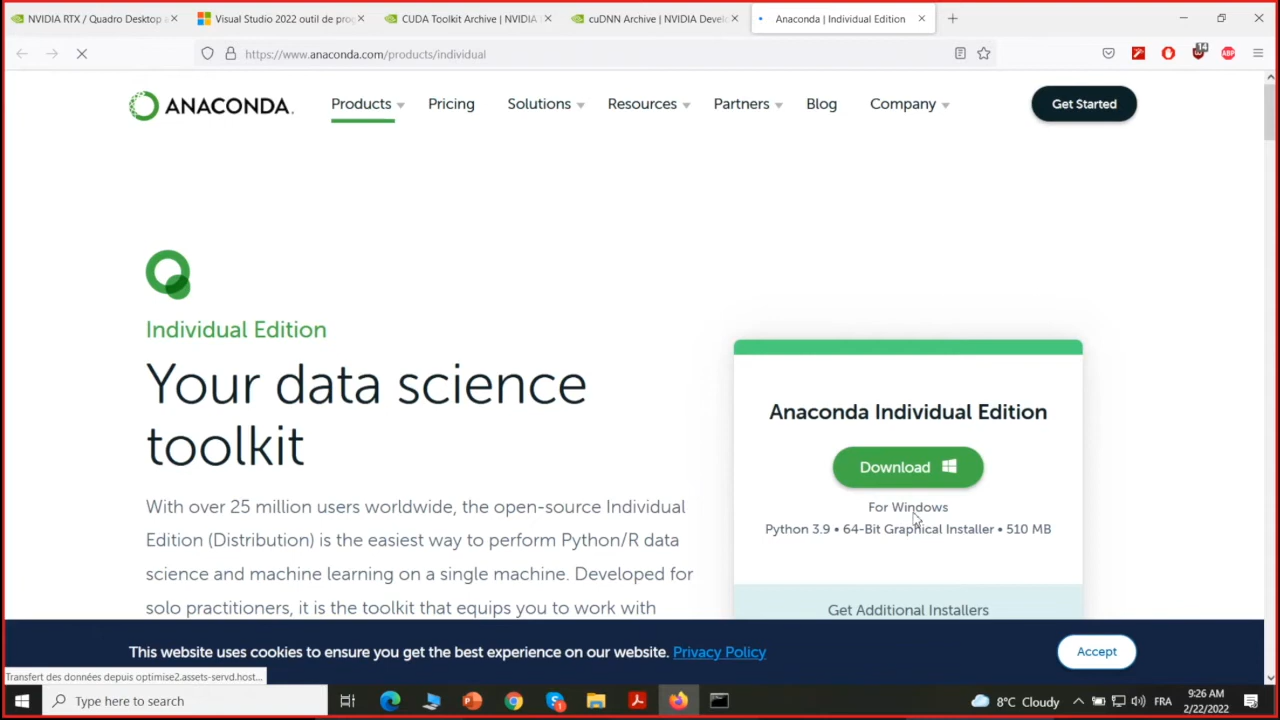 NVIDIA RTX / Quadro Desktop a
Visual Studio 2022 outil de prog
CUDA Toolkit Archive | NVIDIA
cuDNN Archive | NVIDIA Develo
Anaconda | Individual Edition
https://www.anaconda.com/products/individual
14
ABP
ANACONDA.
Products
Pricing
Solutions
Resources
Partners
Blog
Company
Get Started
Individual Edition
Your data science
toolkit
With over 25 million users worldwide, the open-source Individual
Edition (Distribution) is the easiest way to perform Python/R data
science and machine learning on a single machine. Developed for
solo practitioners, it is the toolkit that equips you to work with
Anaconda Individual Edition
Download
For Windows
Python 3.9 • 64-Bit Graphical Installer • 510 MB
Get Additional Installers
This website uses cookies to ensure you get the best experience on our website. Privacy Policy
Accept
Transfert des données depuis optimise2.assets-servd.host...
Type here to search
8°C Cloudy
FRA
9:26 AM
2/22/2022